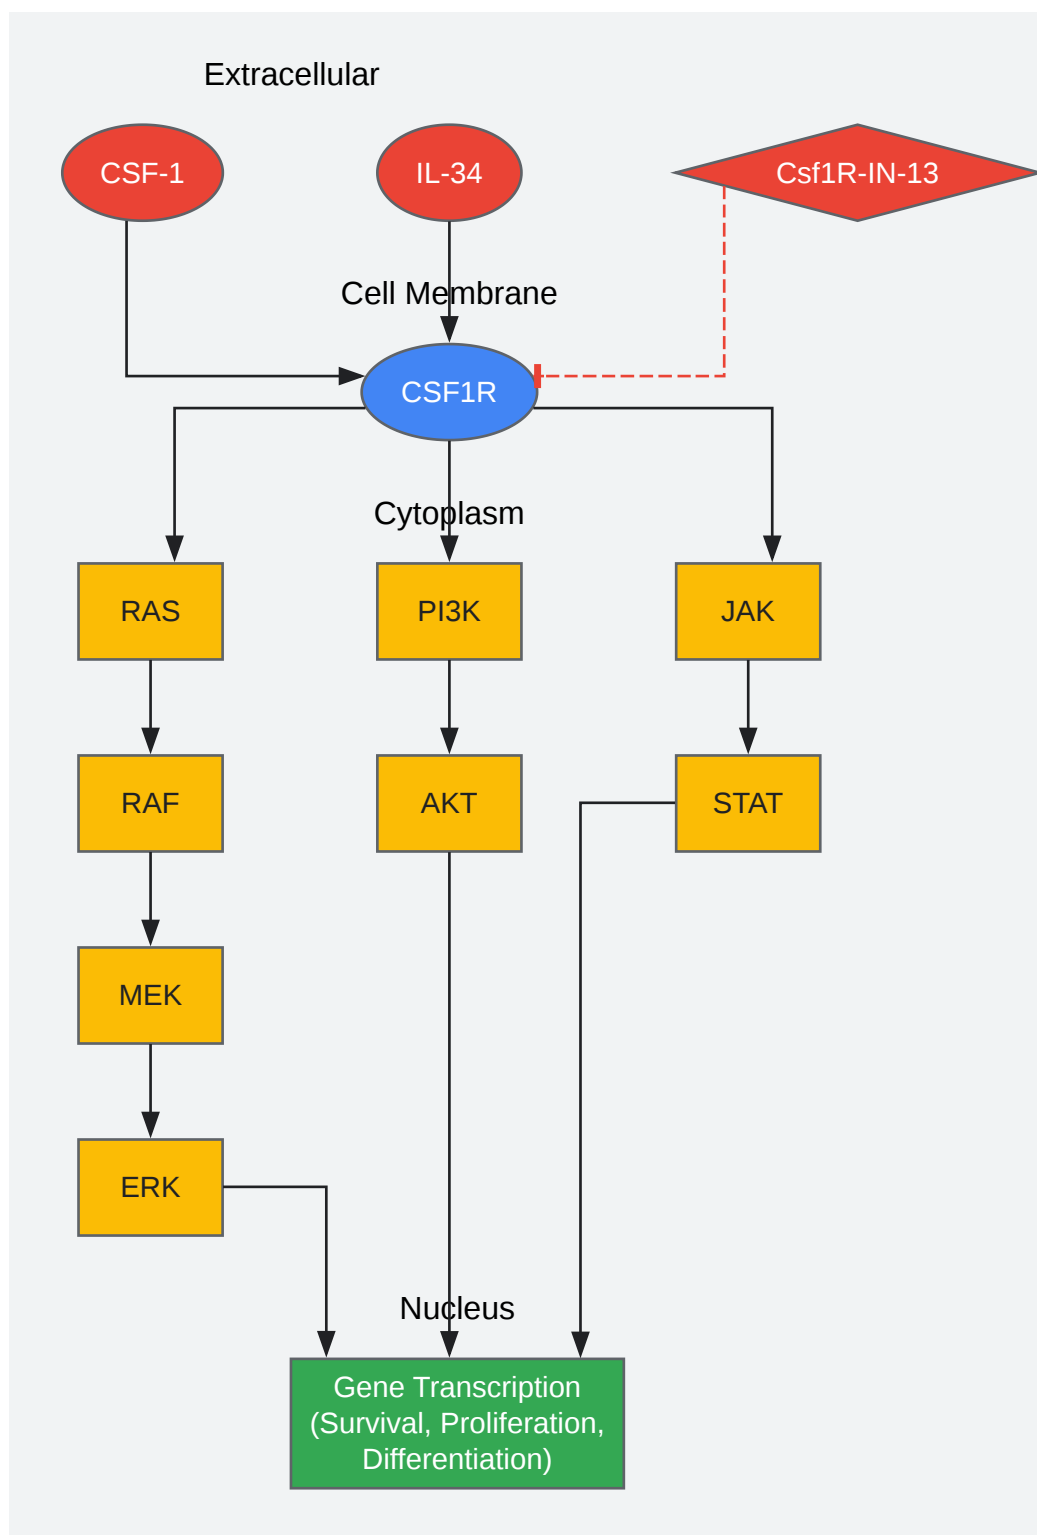 Extracellular
CSF-1
IL-34
Csf1R-IN-13
Cell Membrane
CSF1R
Cytoplasm
RAS
PI3K
JAK
RAF
AKT
STAT
MEK
ERK
Nucleus
Gene Transcription
(Survival, Proliferation,
Differentiation)